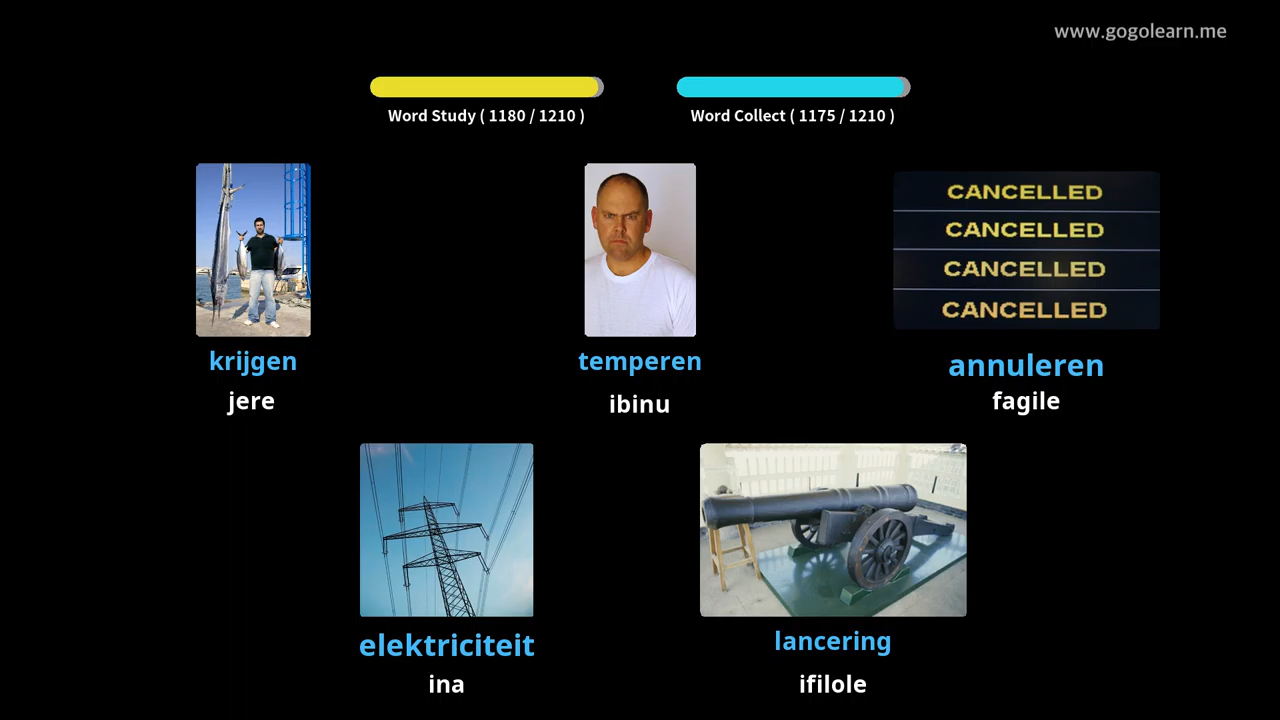 www.gogolearn.me
Word Study ( 1180 / 1210 )
Word Collect ( 1175 / 1210 )
CANCELLED
CANCELLED
CANCELLED
CANCELLED
krijgen
temperen
annuleren
jere
ibinu
fagile
elektriciteit
lancering
ina
ifilole